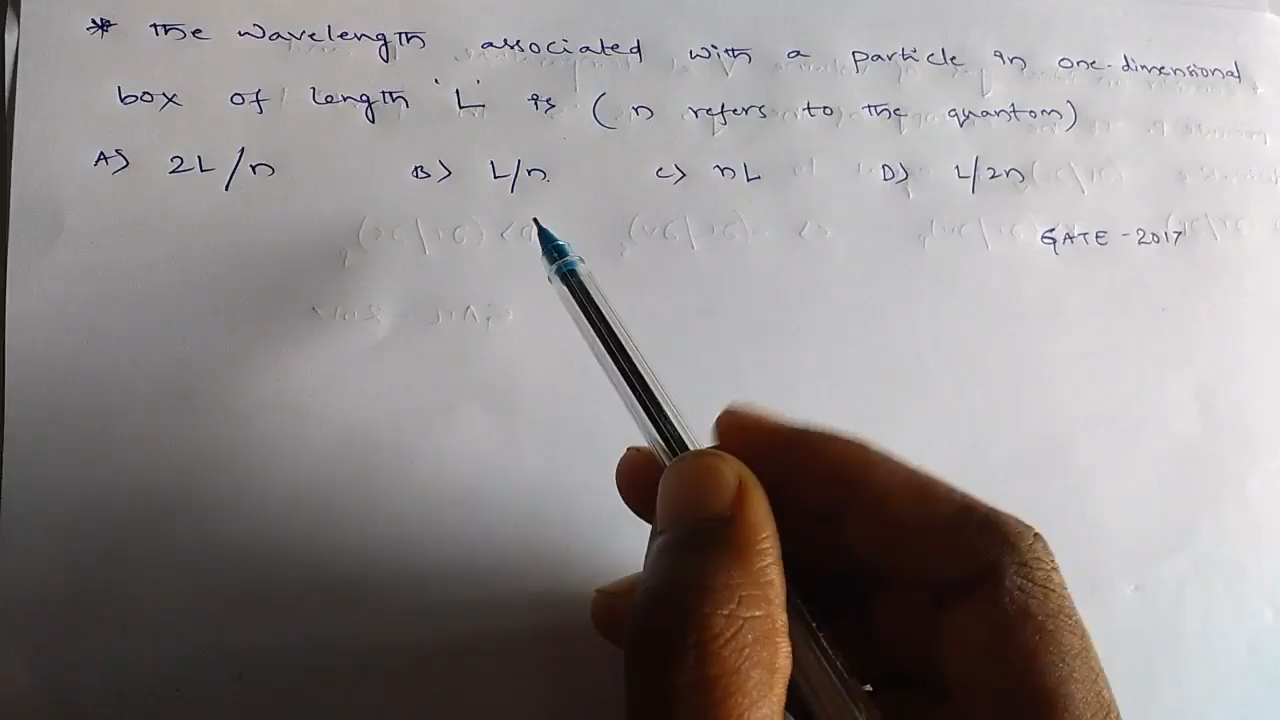 * The wavelength associated with a particle in one-dimensional
box of length 'L' is (n refers to the quantom)
A) 2L/n B) L/n C) nL D) L/2n
GATE - 2017